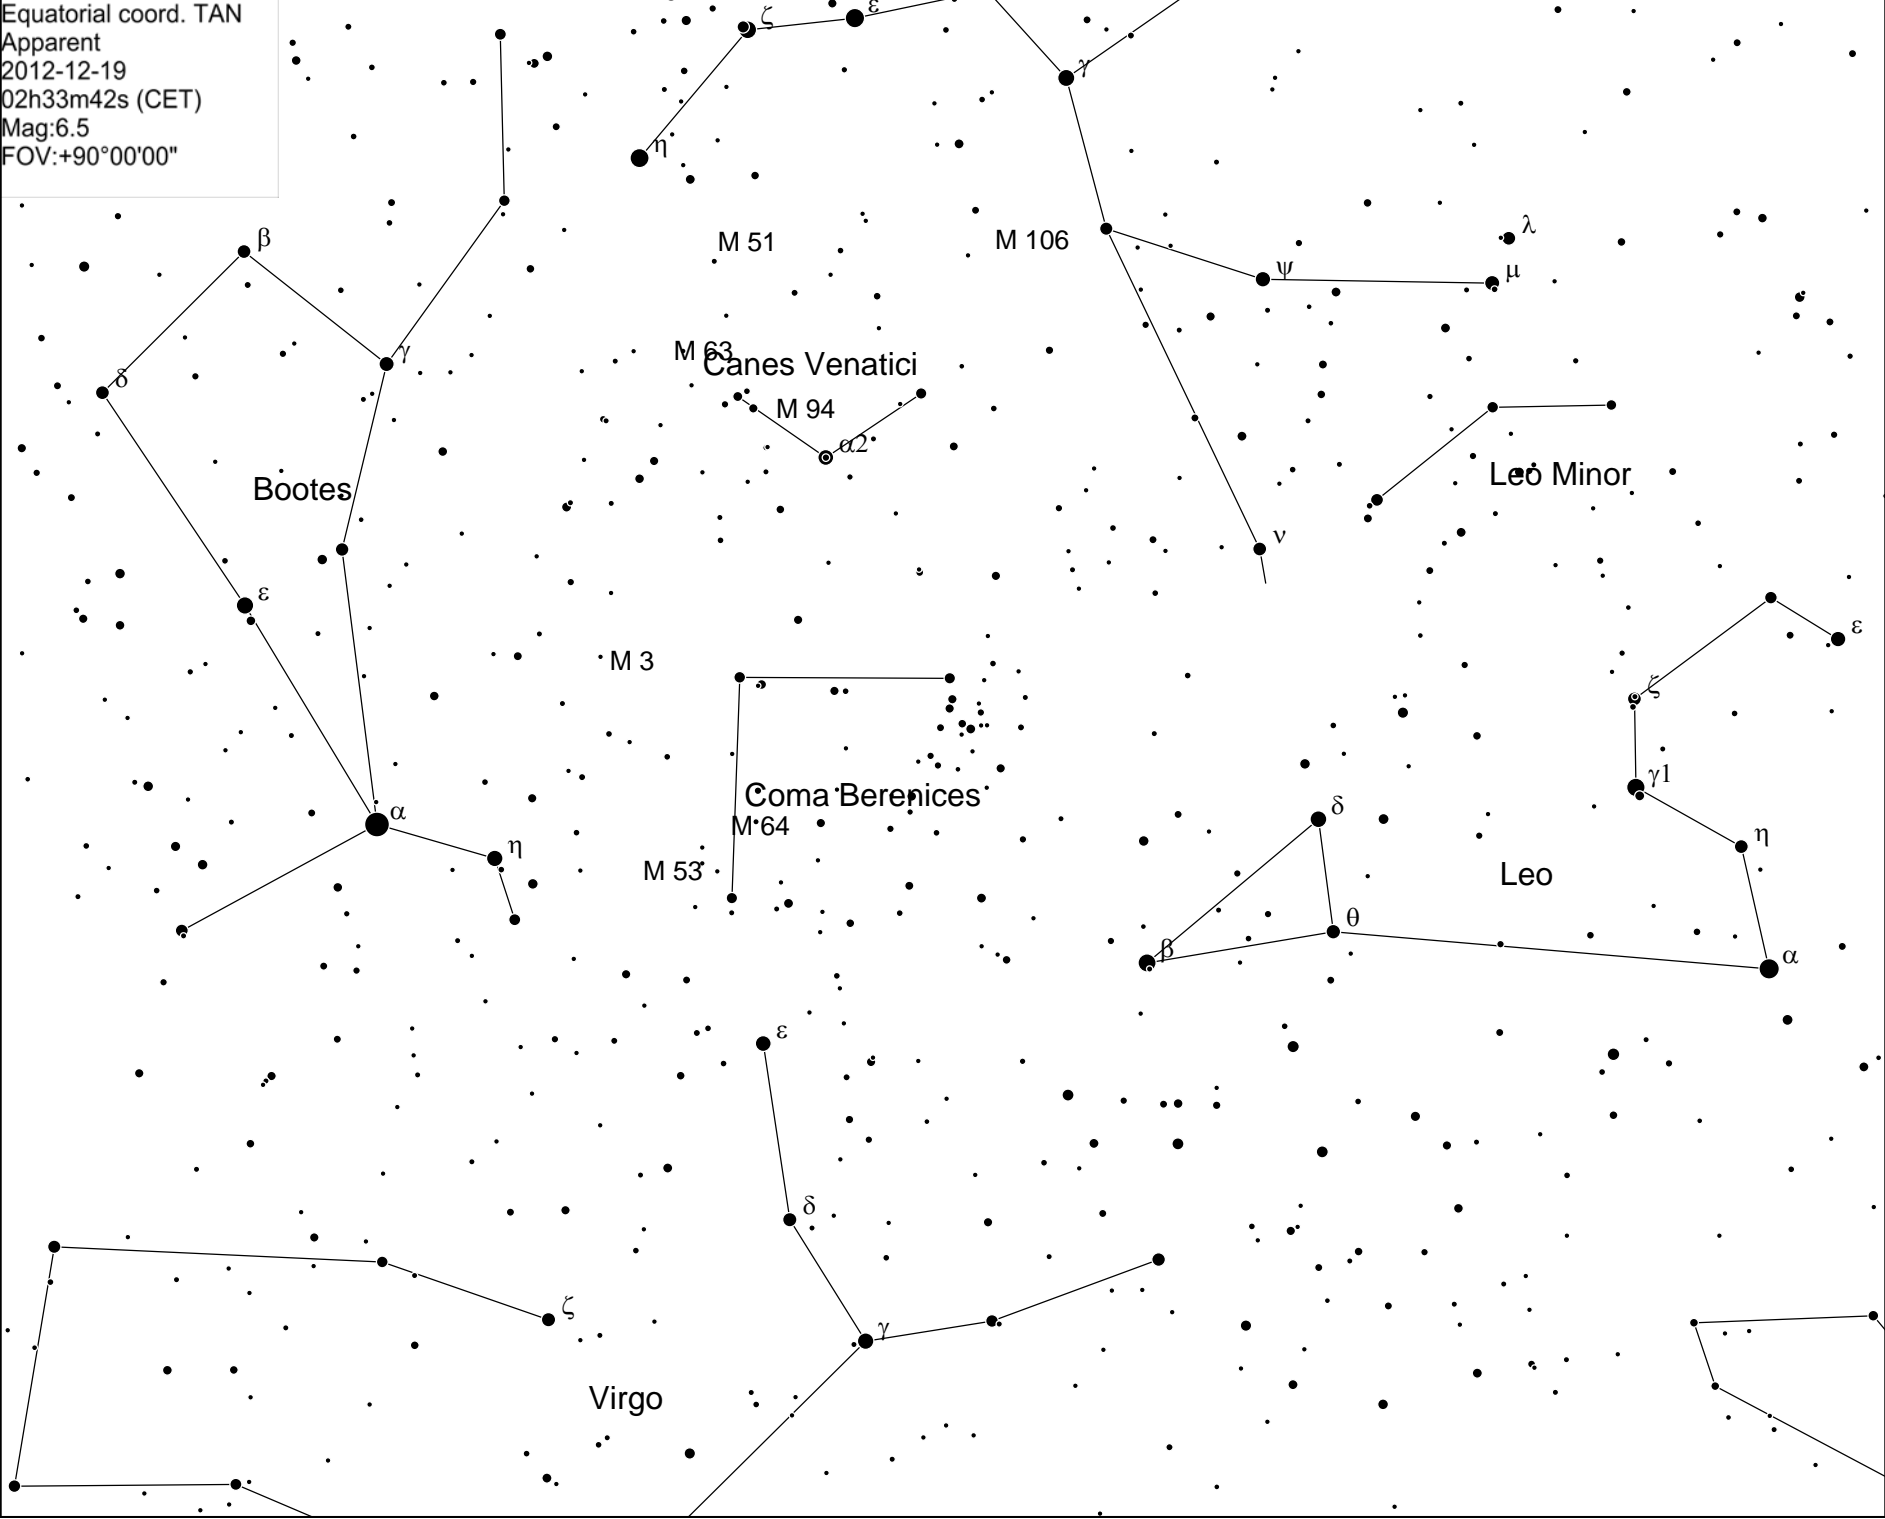 Equatorial coord. TAN
Apparent
2012-12-19
02h33m42s (CET)
Mag:6.5
FOV:+90°00'00"
ζ
ε
γ
η
β
M 51
M 106
λ
ψ
μ
M 63
γ
Canes Venatici
δ
M 94
α2
Bootes
Leo Minor
ν
ε
ε
M 3
ζ
γ1
Coma Berenices
α
δ
M 64
η
η
M 53
Leo
θ
β
α
ε
δ
ζ
γ
Virgo